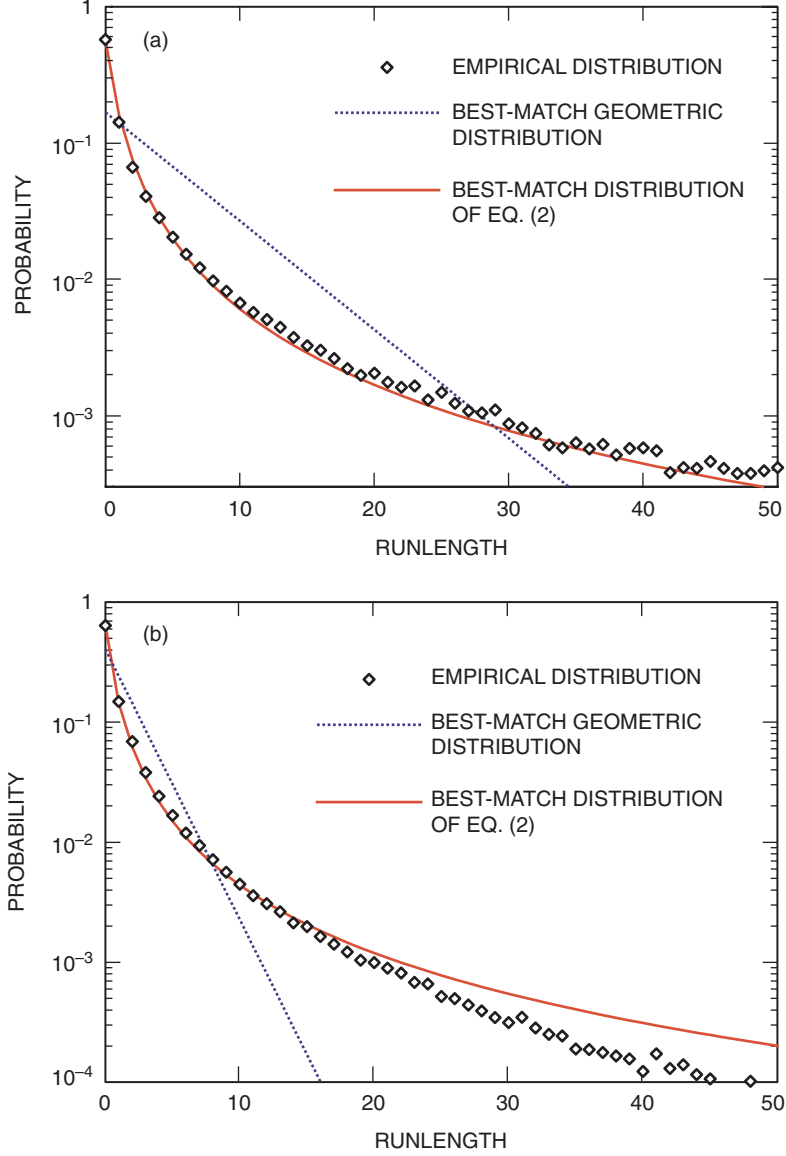 1
(a)
EMPIRICAL DISTRIBUTION
BEST-MATCH GEOMETRIC
DISTRIBUTION
10⁻¹
BEST-MATCH DISTRIBUTION
OF EQ. (2)
PROBABILITY
10⁻²
10⁻³
0 10 20 30 40 50
RUNLENGTH
1
(b)
EMPIRICAL DISTRIBUTION
BEST-MATCH GEOMETRIC
DISTRIBUTION
10⁻¹
BEST-MATCH DISTRIBUTION
OF EQ. (2)
PROBABILITY
10⁻²
10⁻³
10⁻⁴
0 10 20 30 40 50
RUNLENGTH